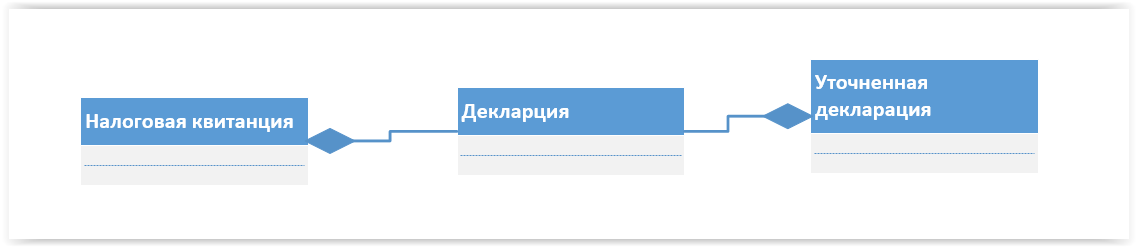 Налоговая квитанция
Декларция
Уточненная
декларация